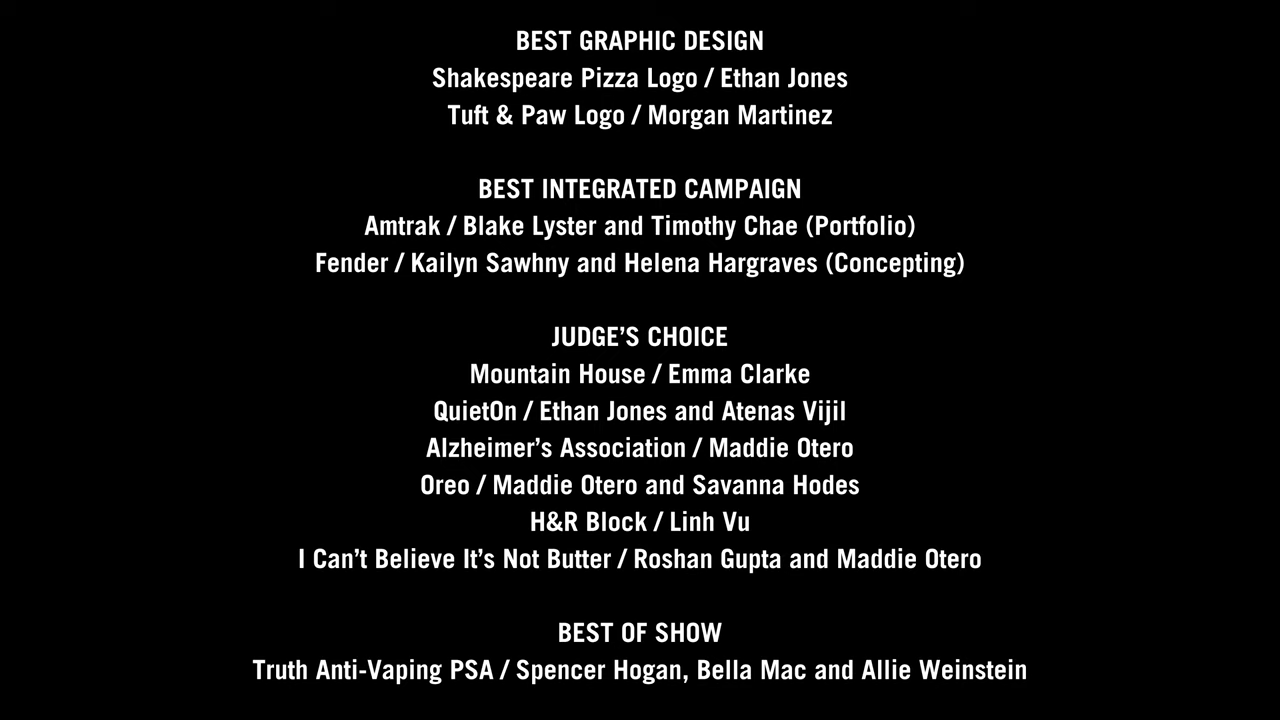 BEST GRAPHIC DESIGN
Shakespeare Pizza Logo / Ethan Jones
Tuft & Paw Logo / Morgan Martinez
BEST INTEGRATED CAMPAIGN
Amtrak / Blake Lyster and Timothy Chae (Portfolio)
Fender / Kailyn Sawhny and Helena Hargraves (Concepting)
JUDGE’S CHOICE
Mountain House / Emma Clarke
QuietOn / Ethan Jones and Atenas Vijil
Alzheimer’s Association / Maddie Otero
Oreo / Maddie Otero and Savanna Hodes
H&R Block / Linh Vu
I Can’t Believe It’s Not Butter / Roshan Gupta and Maddie Otero
BEST OF SHOW
Truth Anti-Vaping PSA / Spencer Hogan, Bella Mac and Allie Weinstein